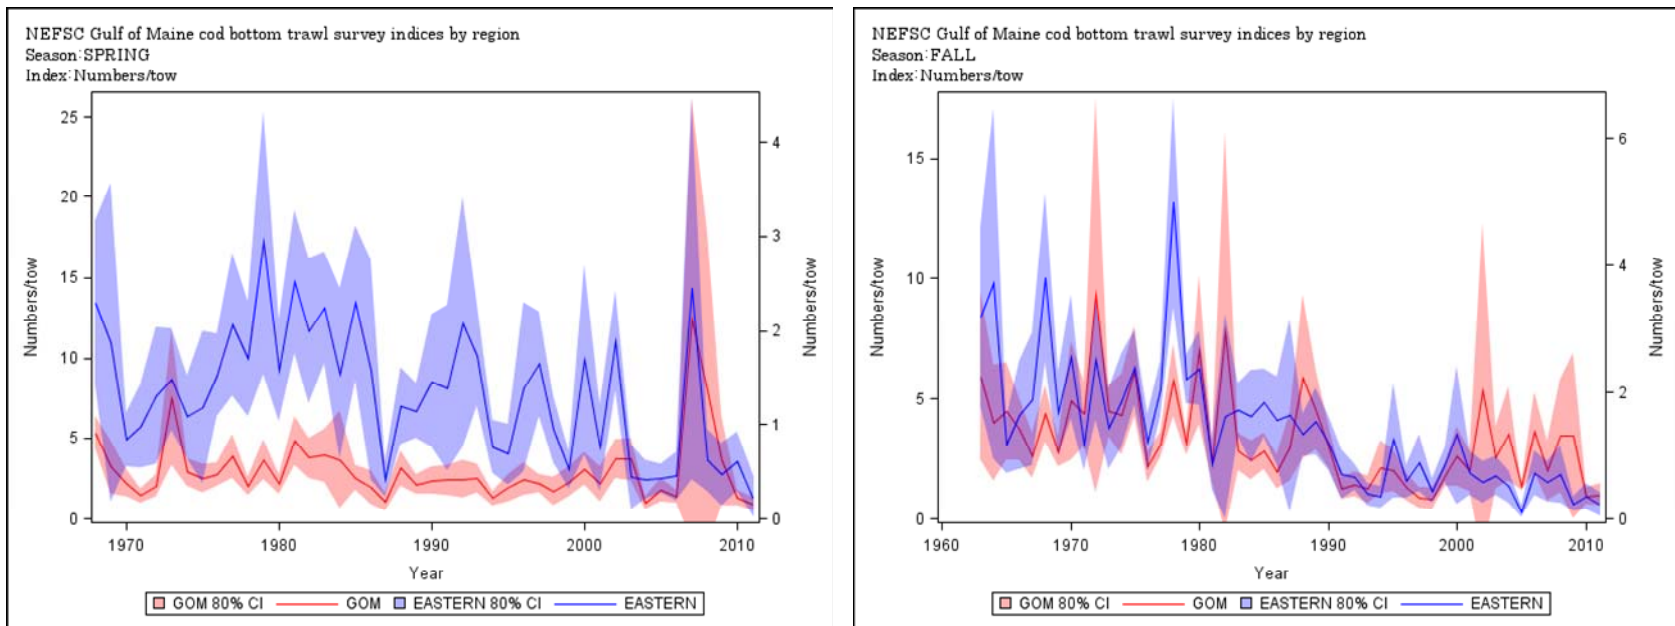 NEFSC Gulf of Maine cod bottom trawl survey indices by region
Season:SPRING
Index:Numbers/tow
25
20
15
10
5
0
4
3
2
1
0
Numbers/tow
Numbers/tow
1970 1980 1990 2000 2010
Year
GOM 80% CI GOM EASTERN 80% CI EASTERN
NEFSC Gulf of Maine cod bottom trawl survey indices by region
Season:FALL
Index:Numbers/tow
15
10
5
0
6
4
2
0
Numbers/tow
Numbers/tow
1960 1970 1980 1990 2000 2010
Year
GOM 80% CI GOM EASTERN 80% CI EASTERN